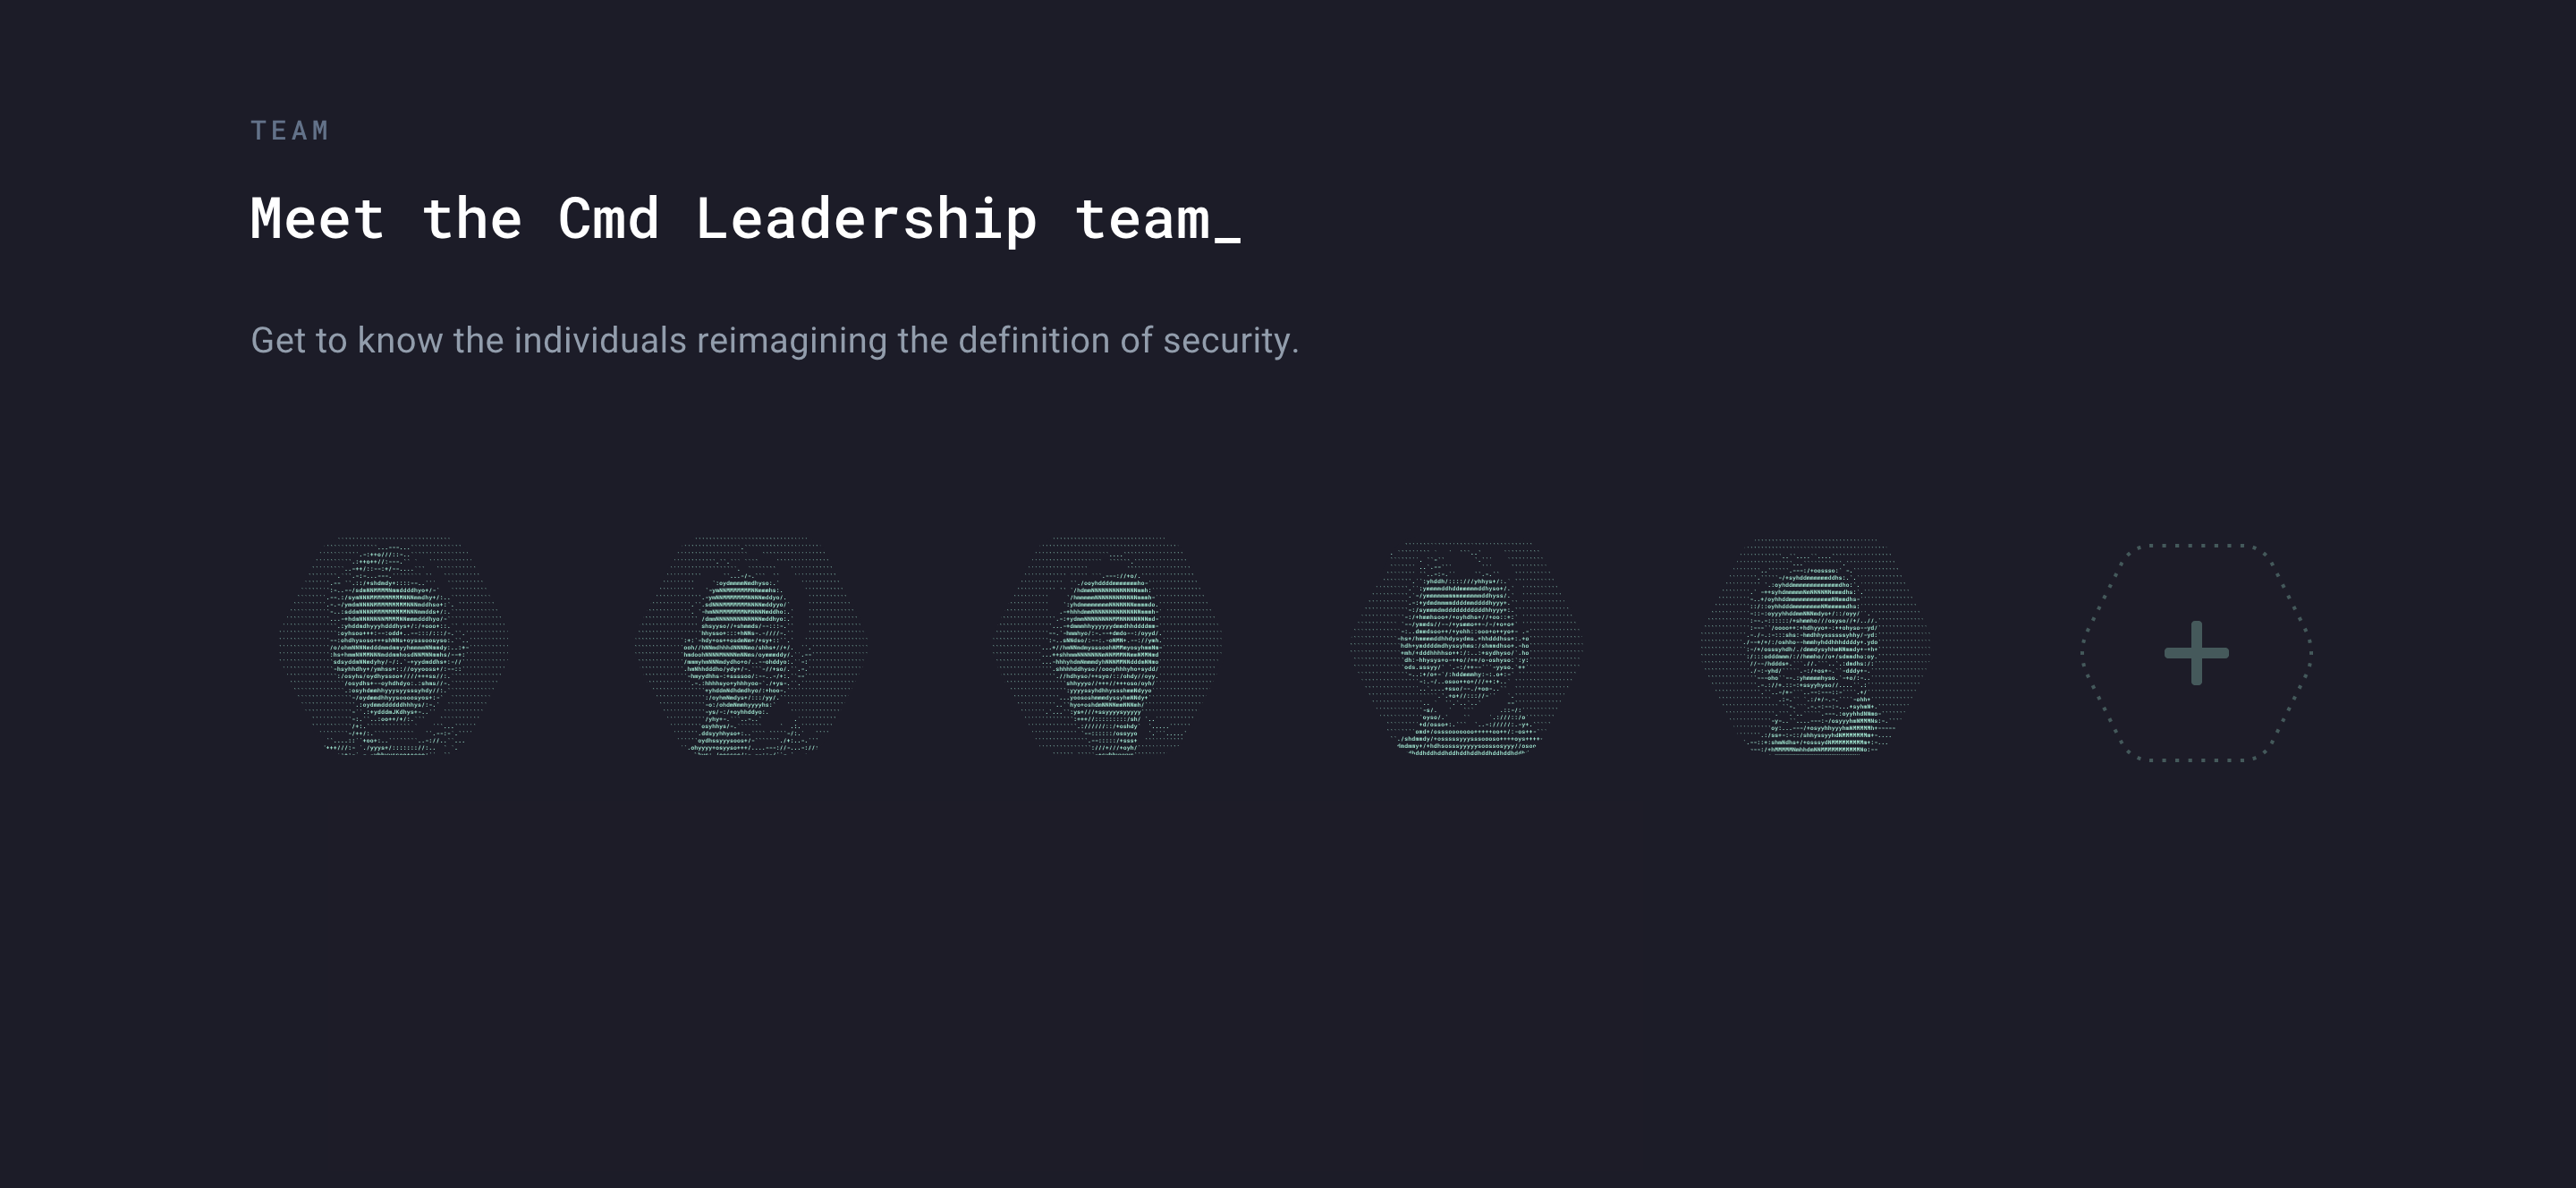 TEAM
Meet the Cmd Leadership team_
Get to know the individuals reimagining the definition of security.